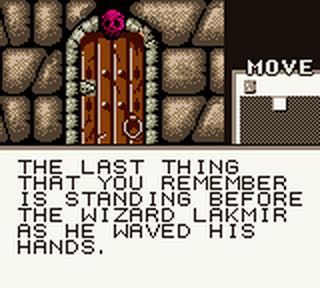 MOVE
THE LAST THING
THAT YOU REMEMBER
IS STANDING BEFORE
THE WIZARD LAKMIR
AS HE WAVED HIS
HANDS.